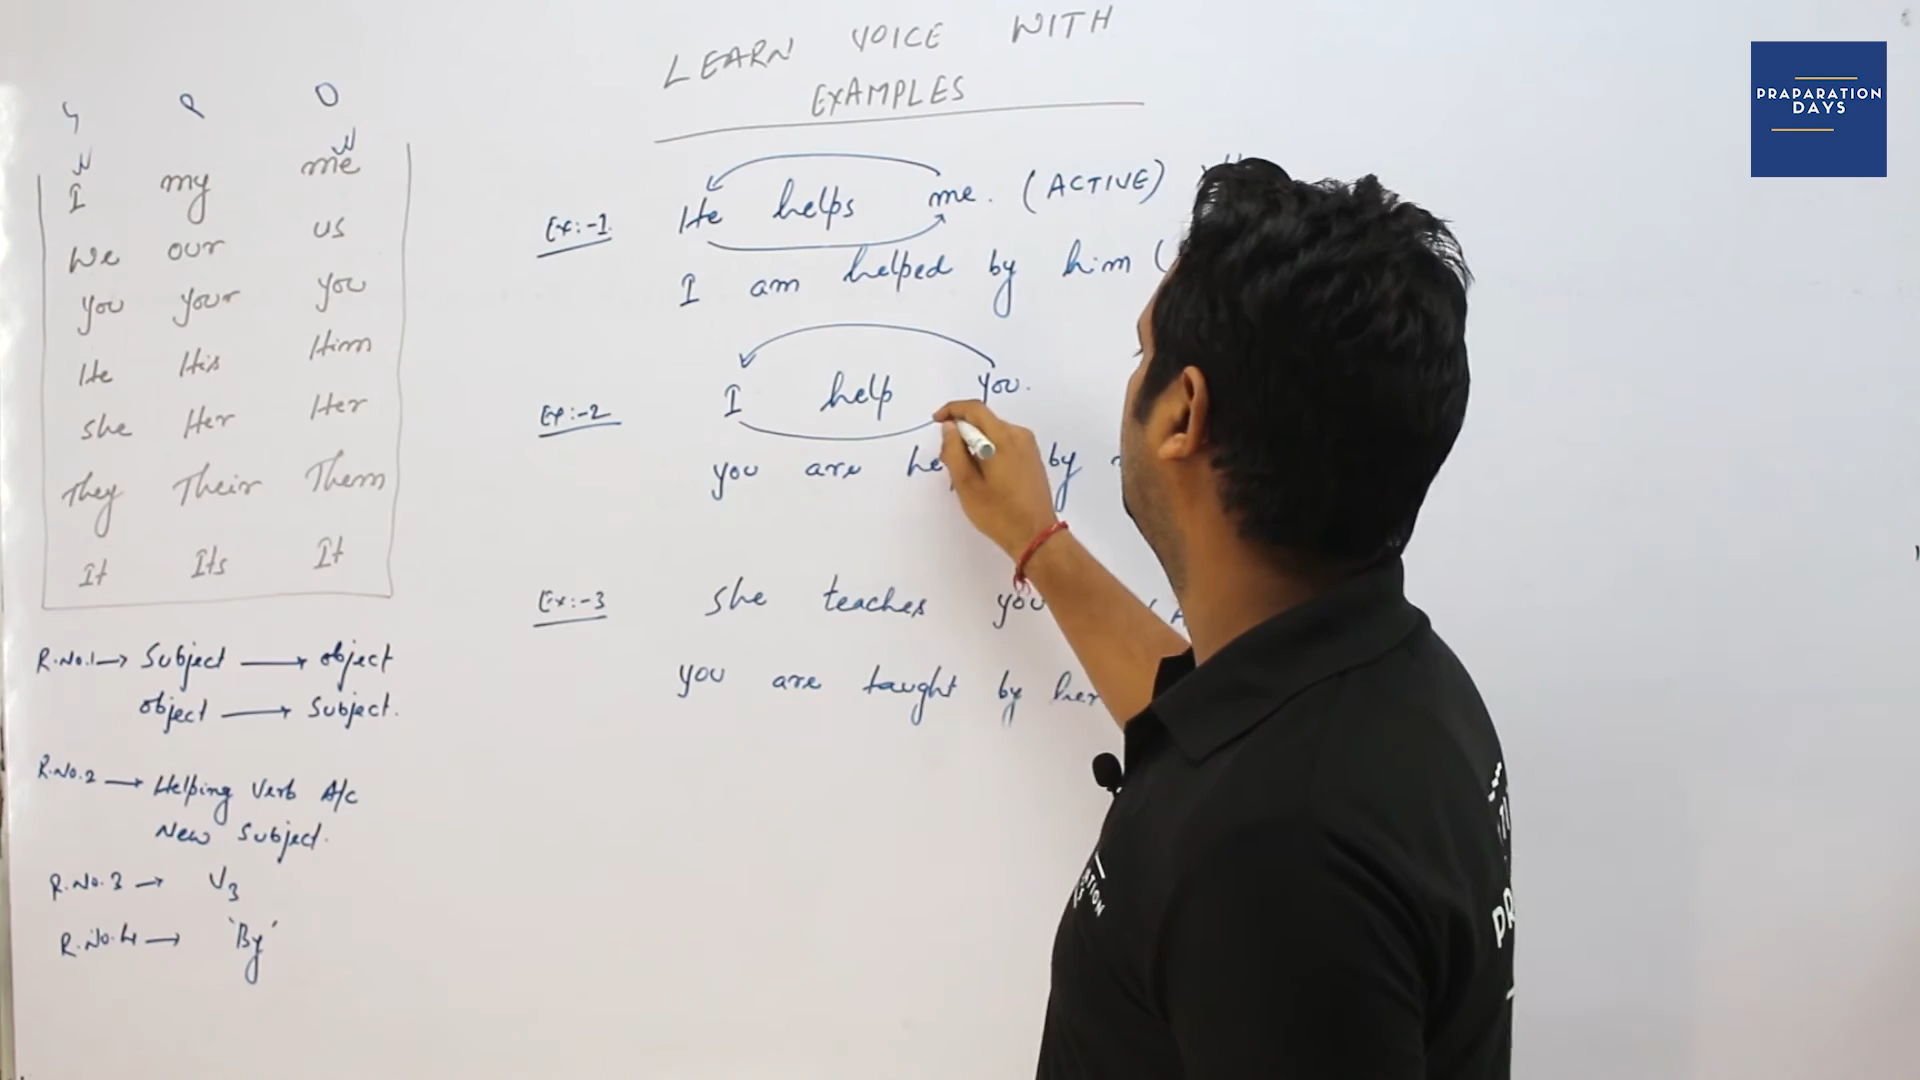 LEARN VOICE WITH
EXAMPLES
PRAPARATION
DAYS
S P O
I my me
We our us
you your you
He His Him
she Her Her
They Their Them
It Its It
R.No.1 → Subject → object
object → Subject.
R.No.2 → Helping Verb A/c
New Subject.
R.No.3 → V3
R.No.4 → 'By'
Ex:-1. He helps me. (ACTIVE)
I am helped by him (
Ex:-2 I help you.
you are he by
Ex:-3 she teaches you
you are taught by her